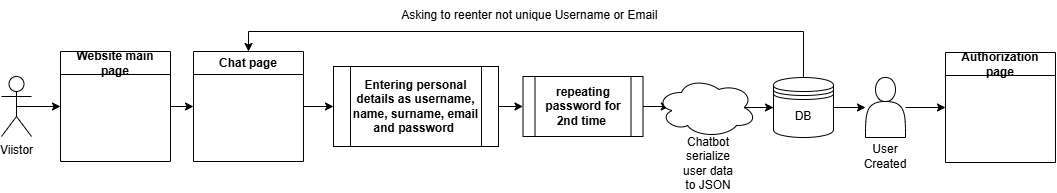 Asking to reenter not unique Username or Email
Website main
page
Chat page
Authorization
page
Entering personal
details as username,
name, surname, email
and password
repeating
password for
2nd time
DB
Viistor
Chatbot
serialize
user data
to JSON
User
Created